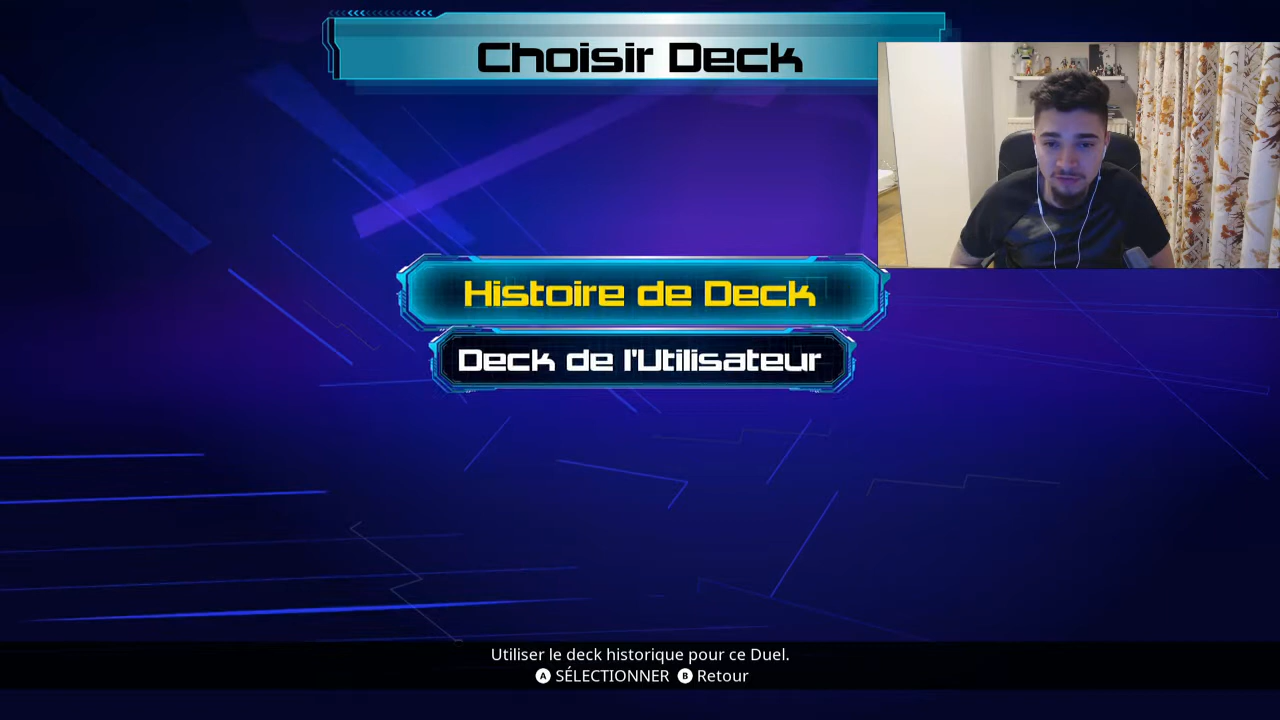 Choisir Deck
Histoire de Deck
Deck de l'Utilisateur
Utiliser le deck historique pour ce Duel.
A SÉLECTIONNER B Retour